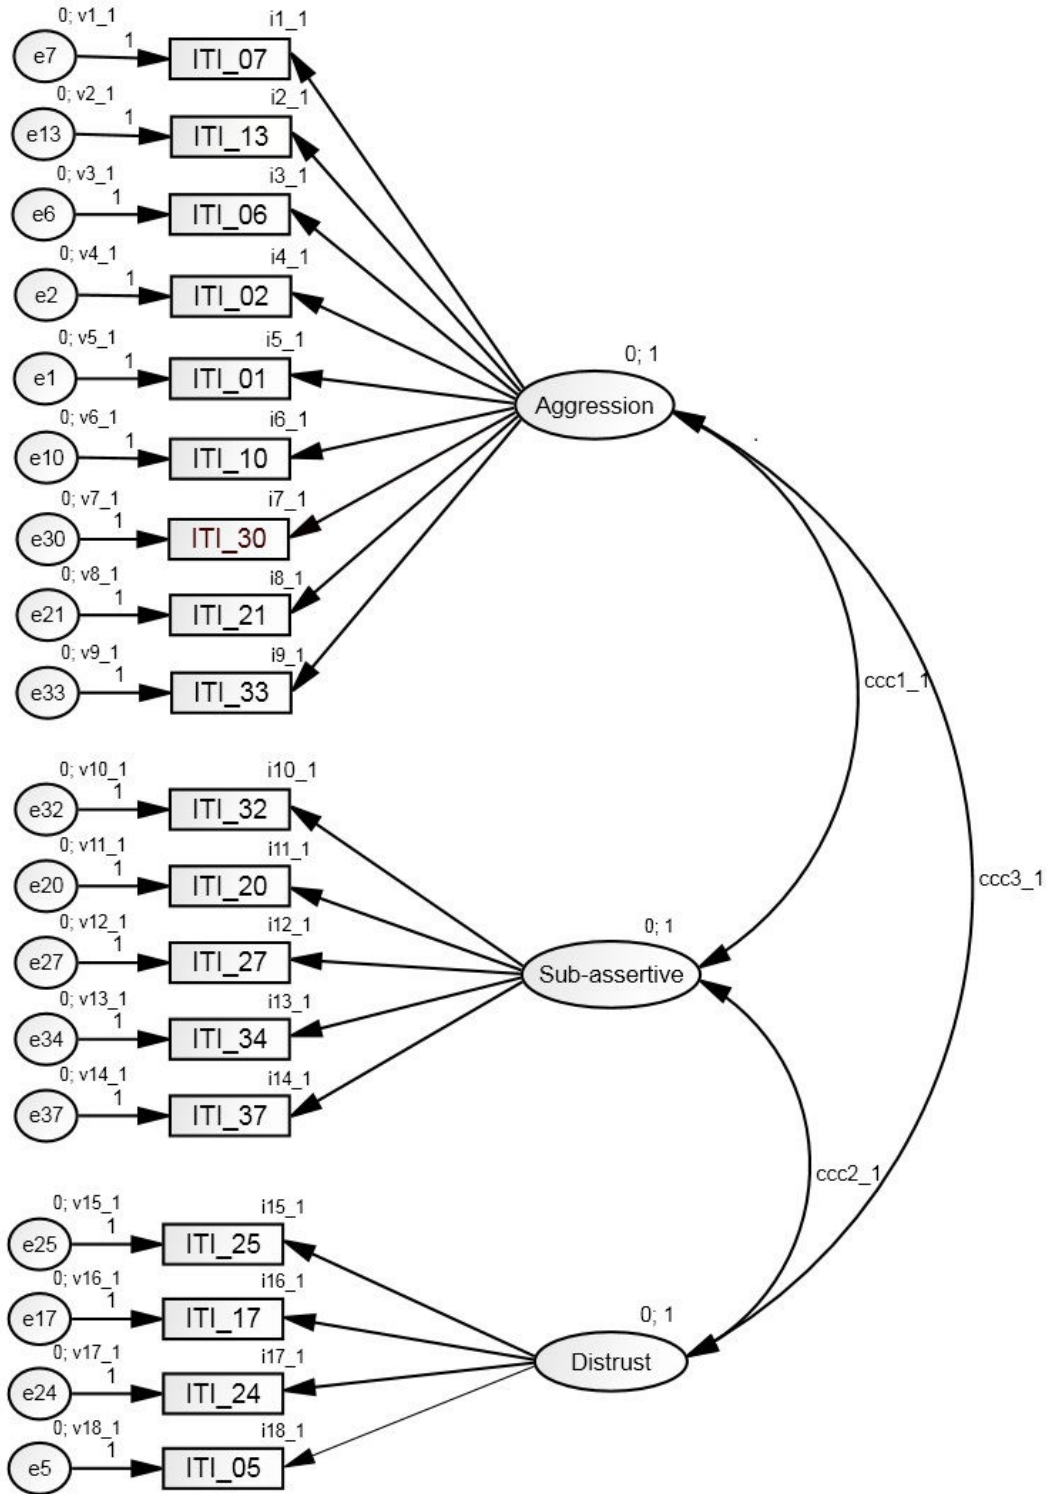 0; v1_1
i1_1
e7
1
ITI_07
0; v2_1
i2_1
e13
1
ITI_13
0; v3_1
i3_1
e6
1
ITI_06
0; v4_1
i4_1
e2
1
ITI_02
0; v5_1
i5_1
e1
1
ITI_01
0; v6_1
i6_1
e10
1
ITI_10
0; v7_1
i7_1
e30
1
ITI_30
0; v8_1
i8_1
e21
1
ITI_21
0; v9_1
i9_1
e33
1
ITI_33
0; 1
Aggression
ccc1_1
0; v10_1
i10_1
e32
1
ITI_32
0; v11_1
i11_1
e20
1
ITI_20
0; v12_1
i12_1
e27
1
ITI_27
0; v13_1
i13_1
e34
1
ITI_34
0; v14_1
i14_1
e37
1
ITI_37
0; 1
Sub-assertive
ccc3_1
ccc2_1
0; v15_1
i15_1
e25
1
ITI_25
0; v16_1
i16_1
e17
1
ITI_17
0; v17_1
i17_1
e24
1
ITI_24
0; v18_1
i18_1
e5
1
ITI_05
0; 1
Distrust